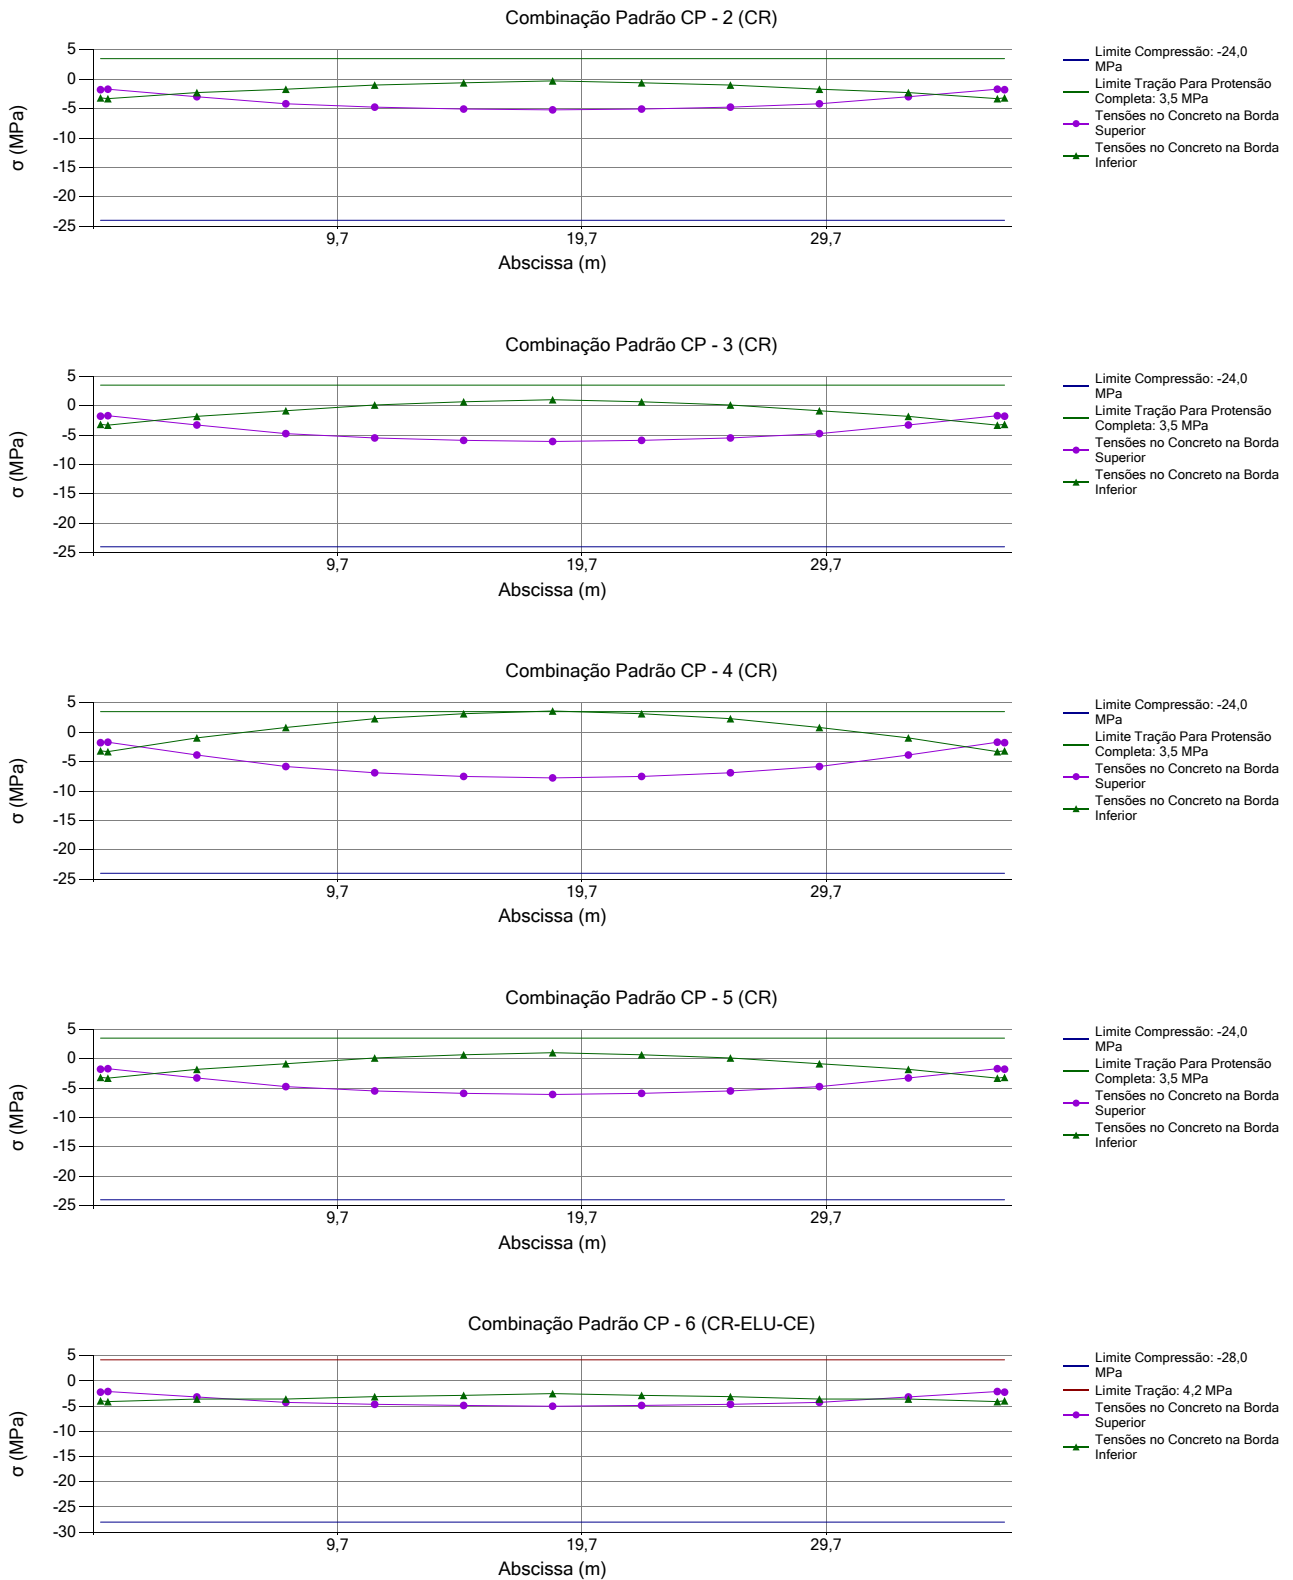 Combinação Padrão CP - 2 (CR)
σ (MPa)
5
0
-5
-10
-15
-20
-25
9,7
19,7
29,7
Abscissa (m)
Limite Compressão: -24,0
MPa
Limite Tração Para Protensão
Completa: 3,5 MPa
Tensões no Concreto na Borda
Superior
Tensões no Concreto na Borda
Inferior
Combinação Padrão CP - 3 (CR)
σ (MPa)
5
0
-5
-10
-15
-20
-25
9,7
19,7
29,7
Abscissa (m)
Limite Compressão: -24,0
MPa
Limite Tração Para Protensão
Completa: 3,5 MPa
Tensões no Concreto na Borda
Superior
Tensões no Concreto na Borda
Inferior
Combinação Padrão CP - 4 (CR)
σ (MPa)
5
0
-5
-10
-15
-20
-25
9,7
19,7
29,7
Abscissa (m)
Limite Compressão: -24,0
MPa
Limite Tração Para Protensão
Completa: 3,5 MPa
Tensões no Concreto na Borda
Superior
Tensões no Concreto na Borda
Inferior
Combinação Padrão CP - 5 (CR)
σ (MPa)
5
0
-5
-10
-15
-20
-25
9,7
19,7
29,7
Abscissa (m)
Limite Compressão: -24,0
MPa
Limite Tração Para Protensão
Completa: 3,5 MPa
Tensões no Concreto na Borda
Superior
Tensões no Concreto na Borda
Inferior
Combinação Padrão CP - 6 (CR-ELU-CE)
σ (MPa)
5
0
-5
-10
-15
-20
-25
-30
9,7
19,7
29,7
Abscissa (m)
Limite Compressão: -28,0
MPa
Limite Tração: 4,2 MPa
Tensões no Concreto na Borda
Superior
Tensões no Concreto na Borda
Inferior